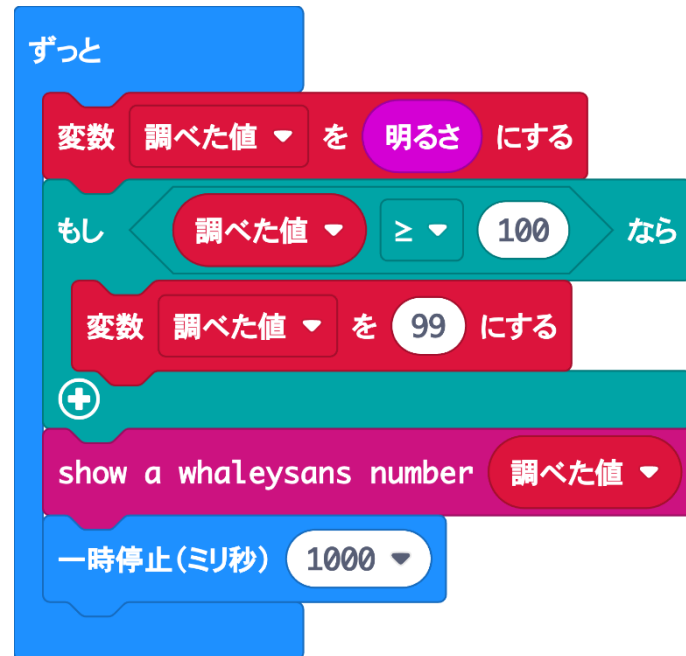 ずっと
変数 調べた値 を 明るさ にする
もし 調べた値 ≥ 100 なら
変数 調べた値 を 99 にする
show a whaleysans number 調べた値
一時停止(ミリ秒) 1000